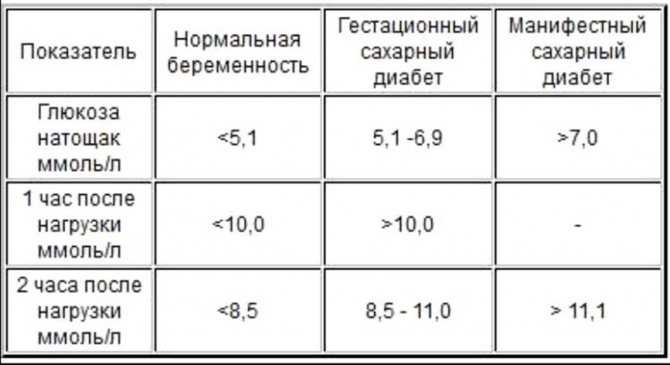 Показатель
Нормальная
беременность
Гестационный
сахарный
диабет
Манифестный
сахарный
диабет
Глюкоза
натощак
ммоль/л
<5,1
5,1 -6,9
>7,0
1 час после
нагрузки
ммоль/л
<10,0
>10,0
-
2 часа после
нагрузки
ммоль/л
<8,5
8,5 - 11,0
> 11,1